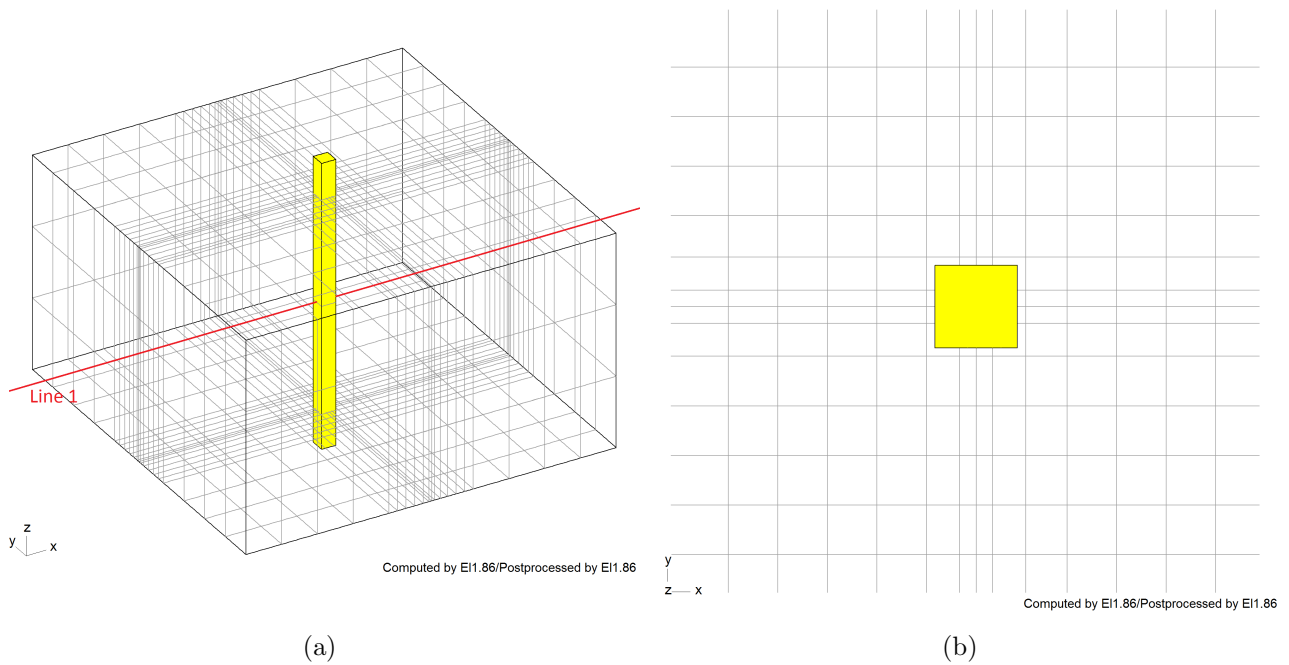 Line 1
z
y
x
Computed by EI1.86/Postprocessed by EI1.86
(a)
y
z
x
Computed by EI1.86/Postprocessed by EI1.86
(b)